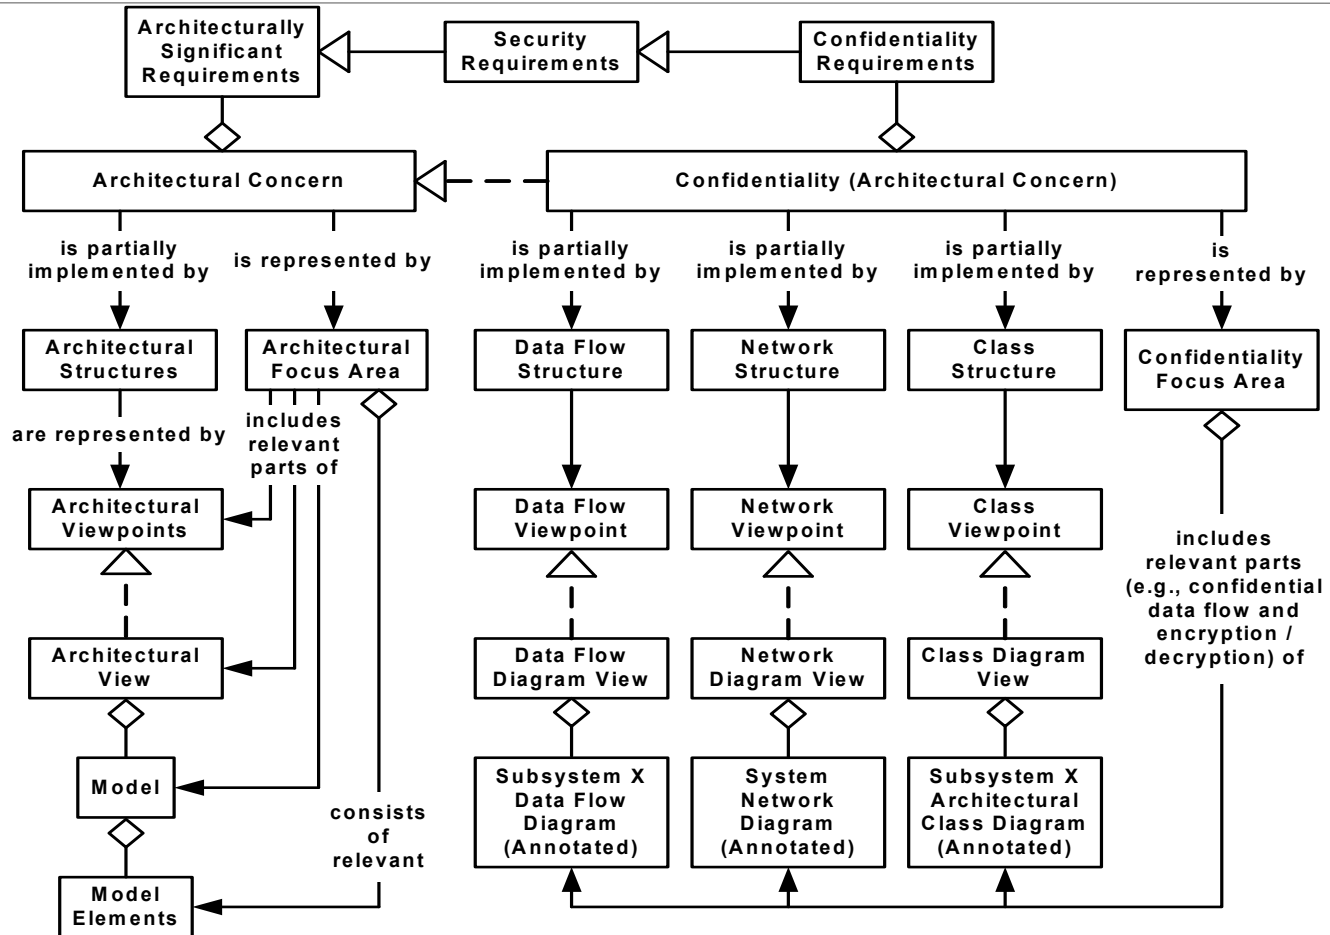 Architecturally
Significant
Requirements
Security
Requirements
Confidentiality
Requirements
Architectural Concern
Confidentiality (Architectural Concern)
is partially
implemented by
is represented by
is partially
implemented by
is partially
implemented by
is partially
implemented by
is
represented by
Architectural
Structures
Architectural
Focus Area
Data Flow
Structure
Network
Structure
Class
Structure
Confidentiality
Focus Area
are represented by
includes
relevant
parts of
Architectural
Viewpoints
Data Flow
Viewpoint
Network
Viewpoint
Class
Viewpoint
includes
relevant parts
(e.g., confidential
data flow and
encryption /
decryption) of
Architectural
View
Data Flow
Diagram View
Network
Diagram View
Class Diagram
View
Model
consists
of
relevant
Subsystem X
Data Flow
Diagram
(Annotated)
System
Network
Diagram
(Annotated)
Subsystem X
Architectural
Class Diagram
(Annotated)
Model
Elements